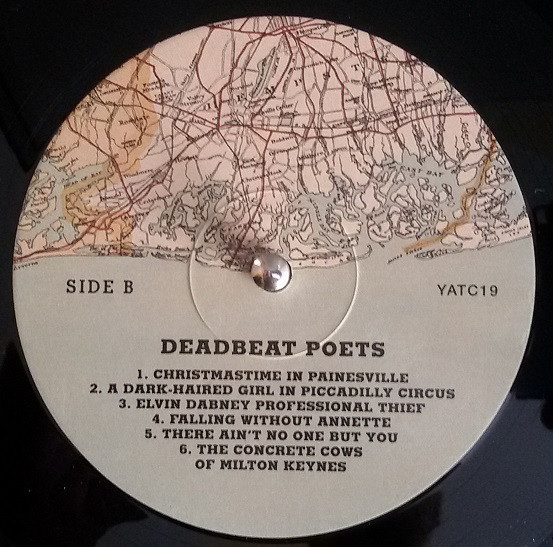 SIDE B
YATC19
DEADBEAT POETS
1. CHRISTMASTIME IN PAINESVILLE
2. A DARK-HAIRED GIRL IN PICCADILLY CIRCUS
3. ELVIN DABNEY PROFESSIONAL THIEF
4. FALLING WITHOUT ANNETTE
5. THERE AIN'T NO ONE BUT YOU
6. THE CONCRETE COWS
OF MILTON KEYNES